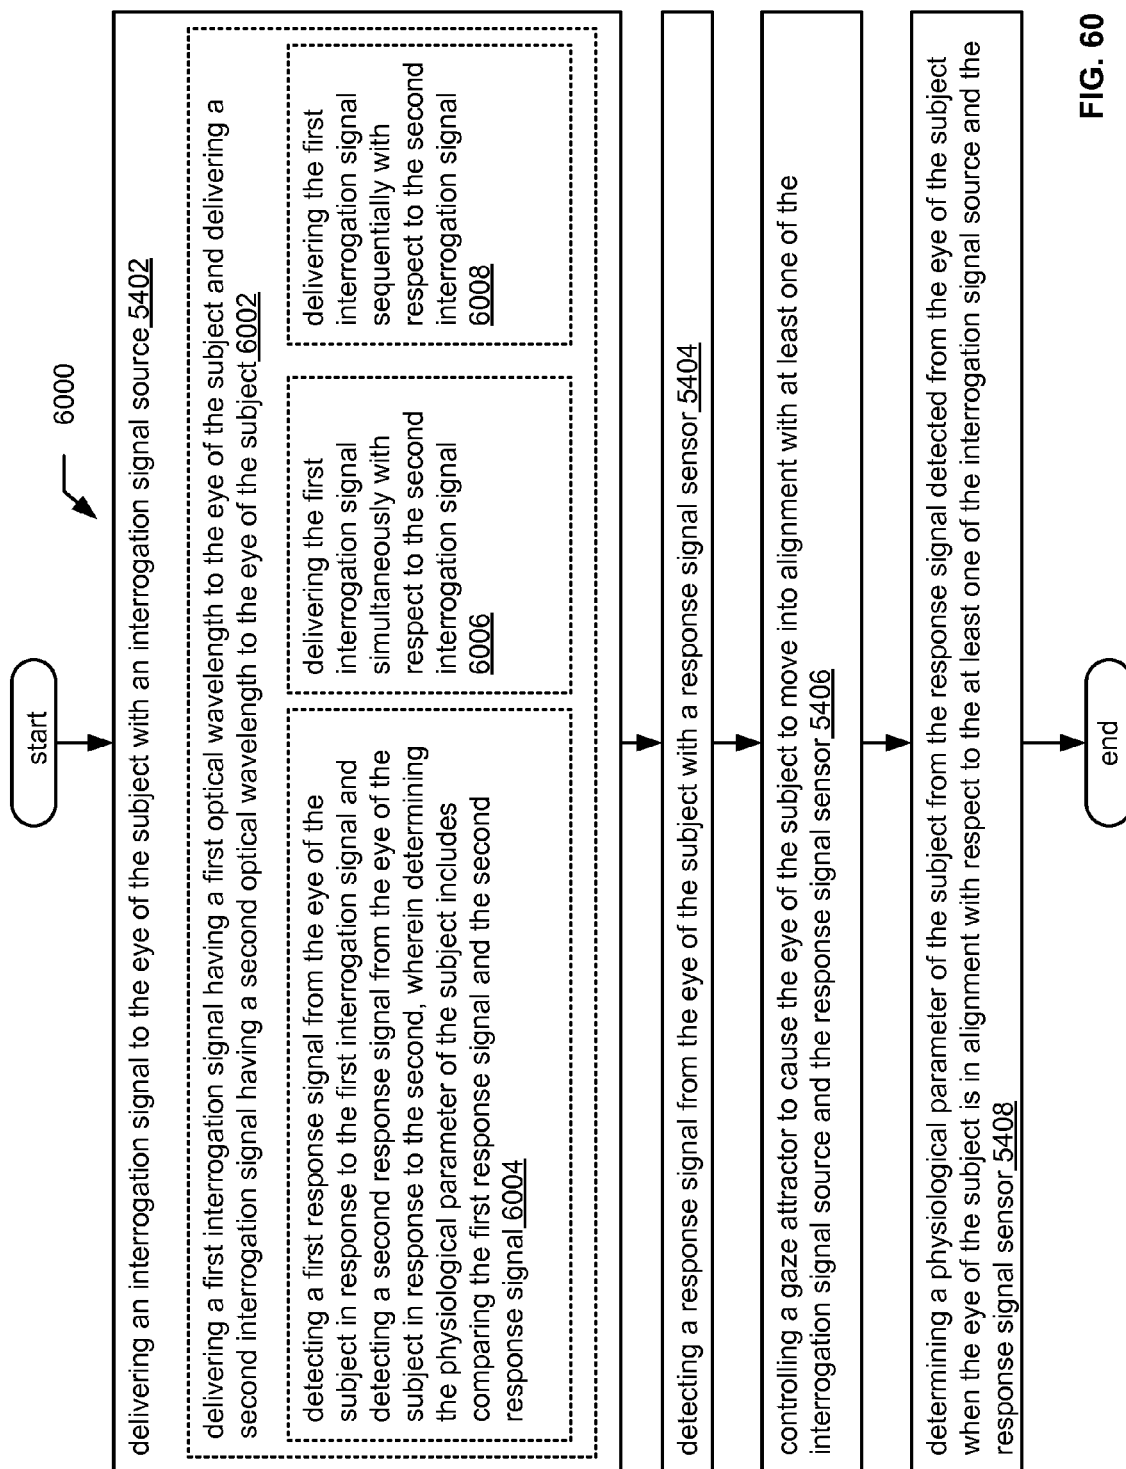 start
6000
delivering an interrogation signal to the eye of the subject with an interrogation signal source 5402
delivering a first interrogation signal having a first optical wavelength to the eye of the subject and delivering a
second interrogation signal having a second optical wavelength to the eye of the subject 6002
detecting a first response signal from the eye of the
subject in response to the first interrogation signal and
detecting a second response signal from the eye of the
subject in response to the second, wherein determining
the physiological parameter of the subject includes
comparing the first response signal and the second
response signal 6004
delivering the first
interrogation signal
simultaneously with
respect to the second
interrogation signal
6006
delivering the first
interrogation signal
sequentially with
respect to the second
interrogation signal
6008
detecting a response signal from the eye of the subject with a response signal sensor 5404
controlling a gaze attractor to cause the eye of the subject to move into alignment with at least one of the
interrogation signal source and the response signal sensor 5406
determining a physiological parameter of the subject from the response signal detected from the eye of the subject
when the eye of the subject is in alignment with respect to the at least one of the interrogation signal source and the
response signal sensor 5408
end
FIG. 60